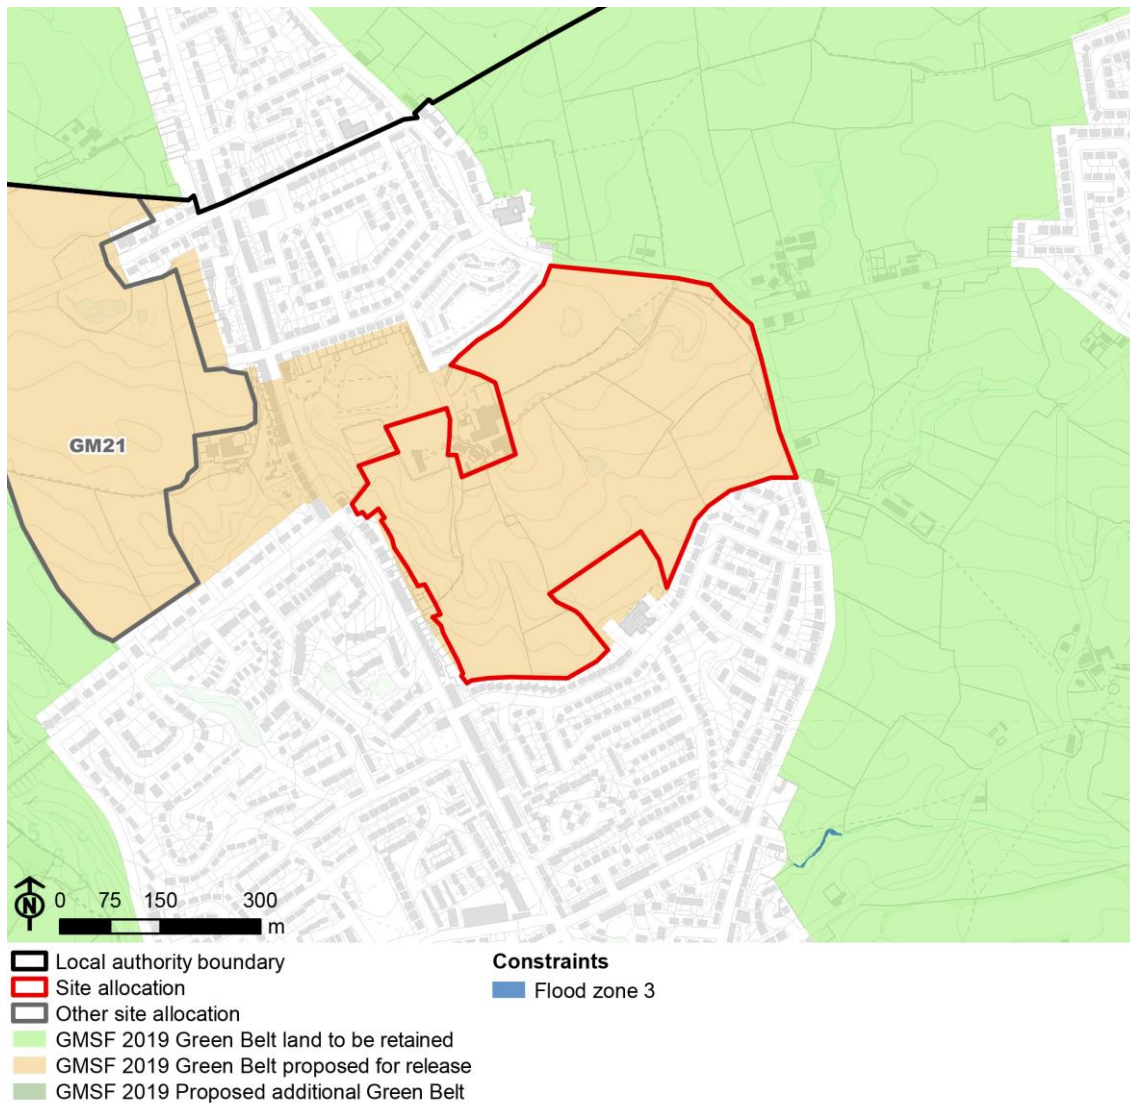 GM21
N
0 75 150 300
m
Local authority boundary
Site allocation
Other site allocation
GMSF 2019 Green Belt land to be retained
GMSF 2019 Green Belt proposed for release
GMSF 2019 Proposed additional Green Belt
Constraints
Flood zone 3